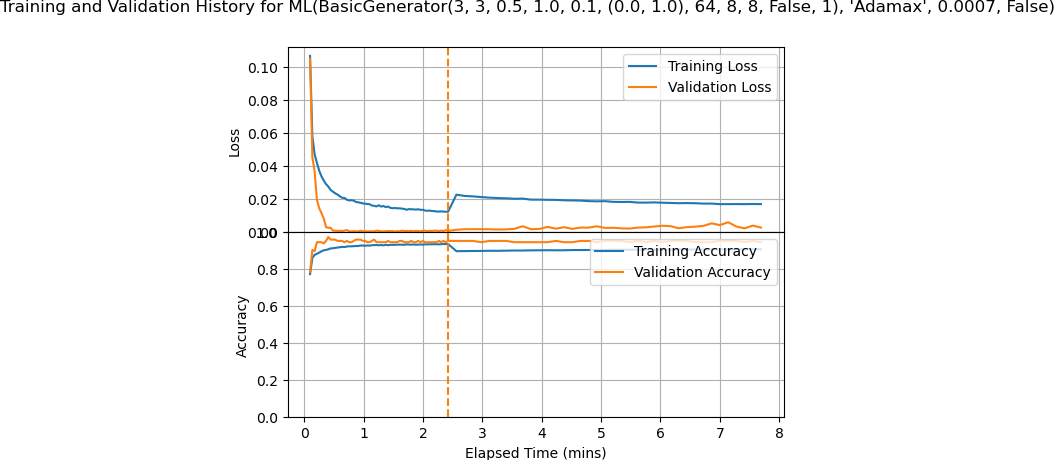 Training and Validation History for ML(BasicGenerator(3, 3, 0.5, 1.0, 0.1, (0.0, 1.0), 64, 8, 8, False, 1), 'Adamax', 0.0007, False)
Training Loss
Validation Loss
0.10
0.08
0.06
0.04
0.02
0.00
Loss
Training Accuracy
Validation Accuracy
1.0
0.8
0.6
0.4
0.2
0.0
Accuracy
0 1 2 3 4 5 6 7 8
Elapsed Time (mins)